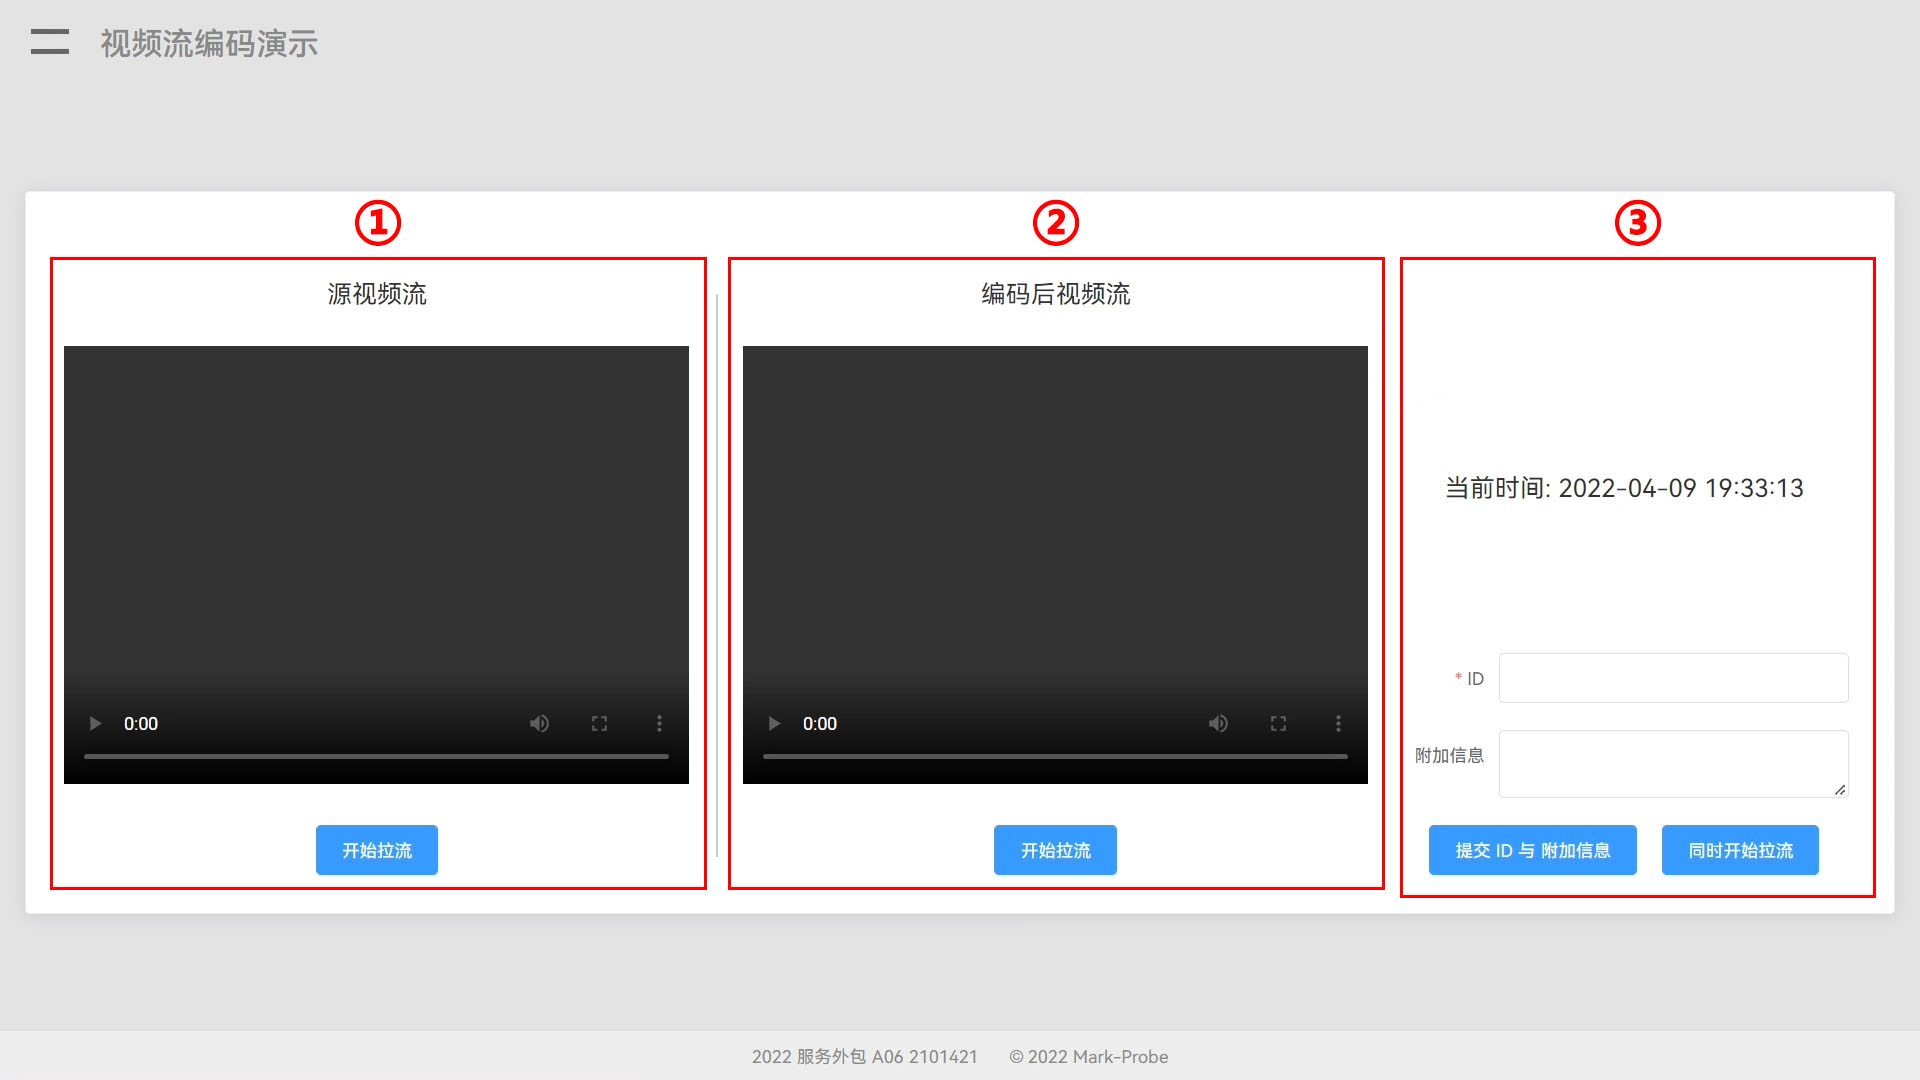 视频流编码演示
①
源视频流
0:00
开始拉流
②
编码后视频流
0:00
开始拉流
③
当前时间: 2022-04-09 19:33:13
* ID
附加信息
提交 ID 与 附加信息
同时开始拉流
2022 服务外包 A06 2101421 © 2022 Mark-Probe